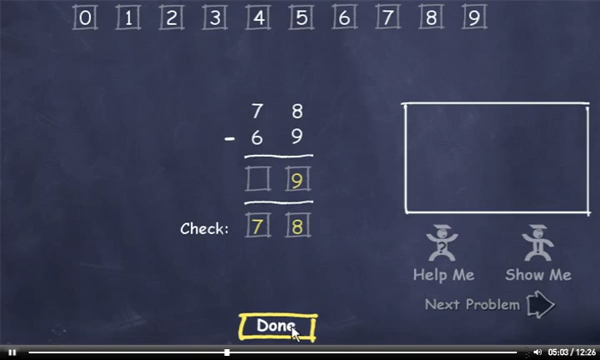 0 1 2 3 4 5 6 7 8 9
7 8
- 6 9
9
Check: 7 8
Help Me
Show Me
Next Problem
Done
05:03 / 12:26